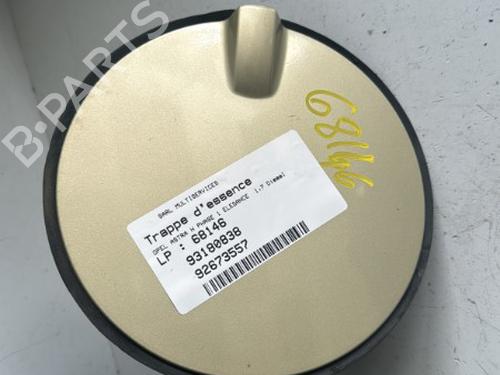 B-PARTS
68146
SARL MULTISERVICES
Trappe d'essence
OPEL ASTRA H PHASE 1 ELEGANCE 1.7 Diesel
LP : 68146
93180838
92673557